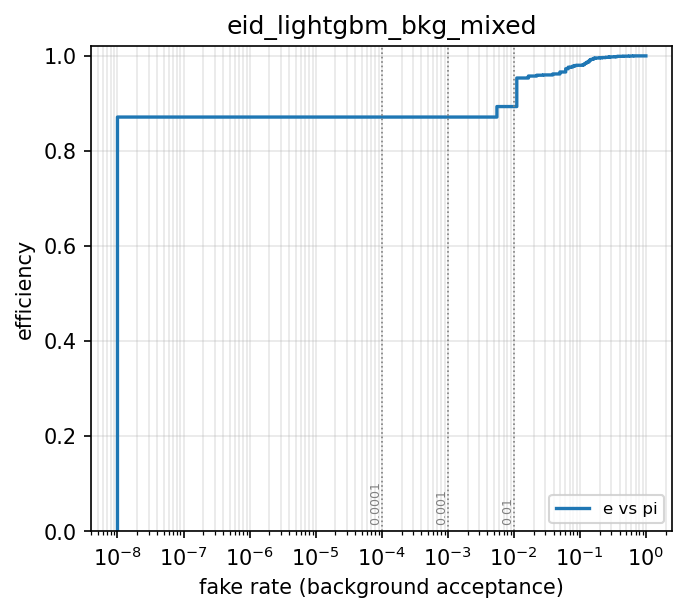 eid_lightgbm_bkg_mixed
efficiency
1.0
0.8
0.6
0.4
0.2
0.0
0.0001
0.001
0.01
e vs pi
10⁻⁸ 10⁻⁷ 10⁻⁶ 10⁻⁵ 10⁻⁴ 10⁻³ 10⁻² 10⁻¹ 10⁰
fake rate (background acceptance)